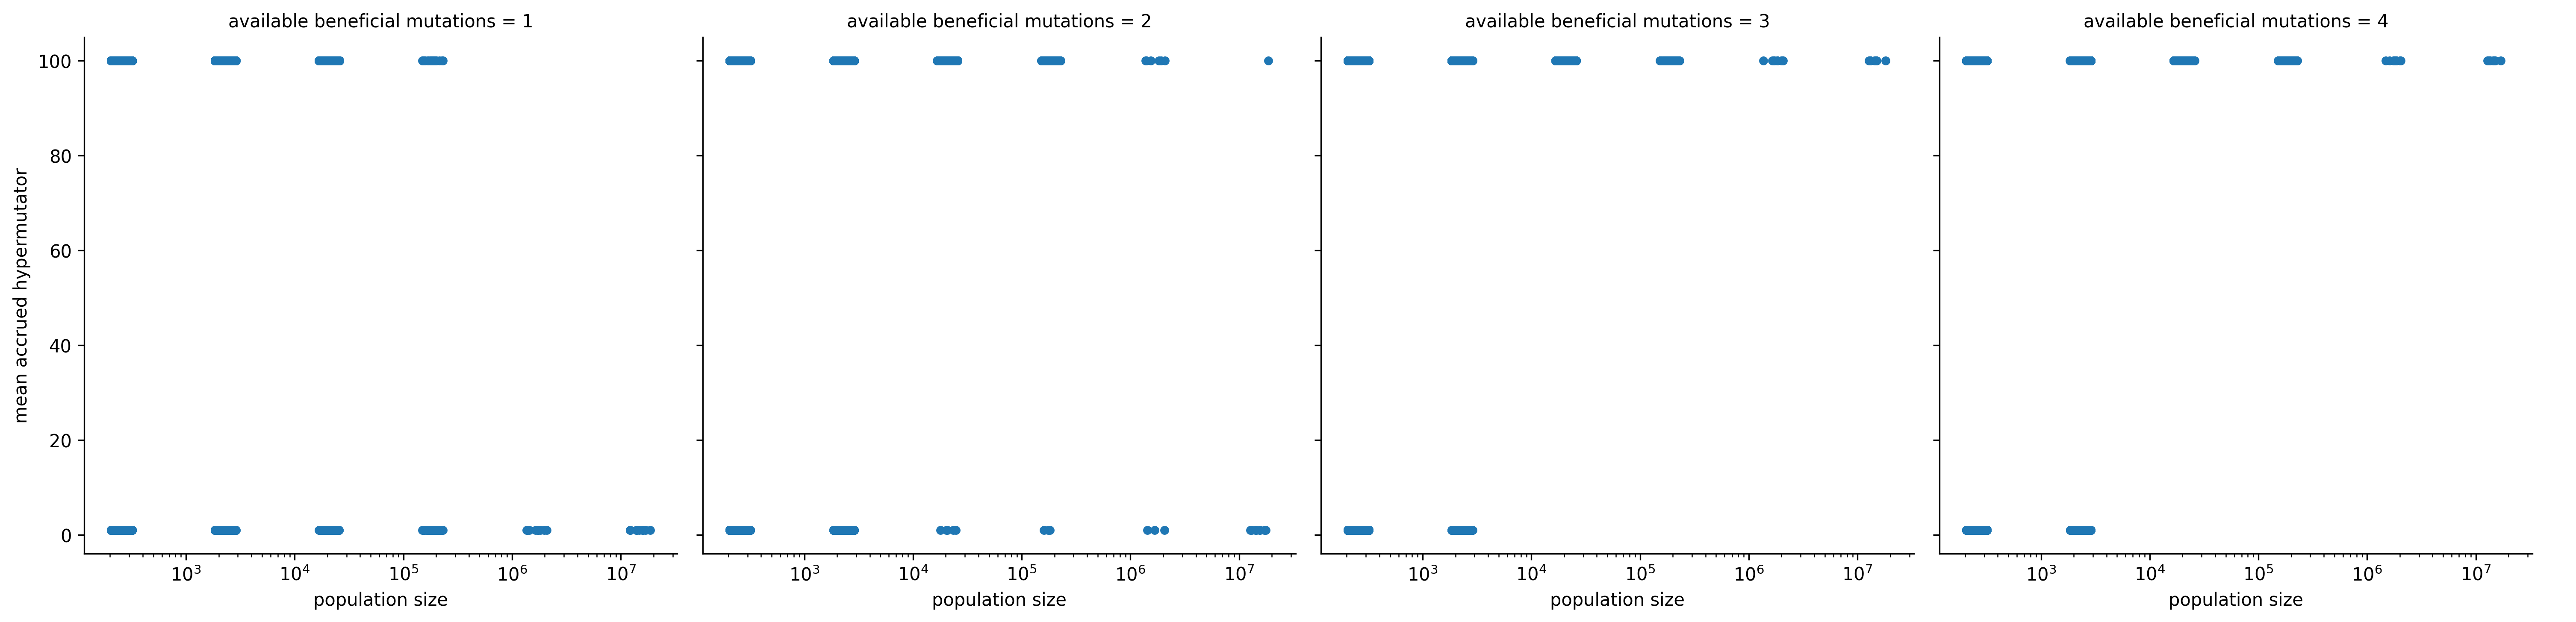 available beneficial mutations = 1
available beneficial mutations = 2
available beneficial mutations = 3
available beneficial mutations = 4
mean accrued hypermutator
100
80
60
40
20
0
10³ 10⁴ 10⁵ 10⁶ 10⁷
10³ 10⁴ 10⁵ 10⁶ 10⁷
10³ 10⁴ 10⁵ 10⁶ 10⁷
10³ 10⁴ 10⁵ 10⁶ 10⁷
population size
population size
population size
population size